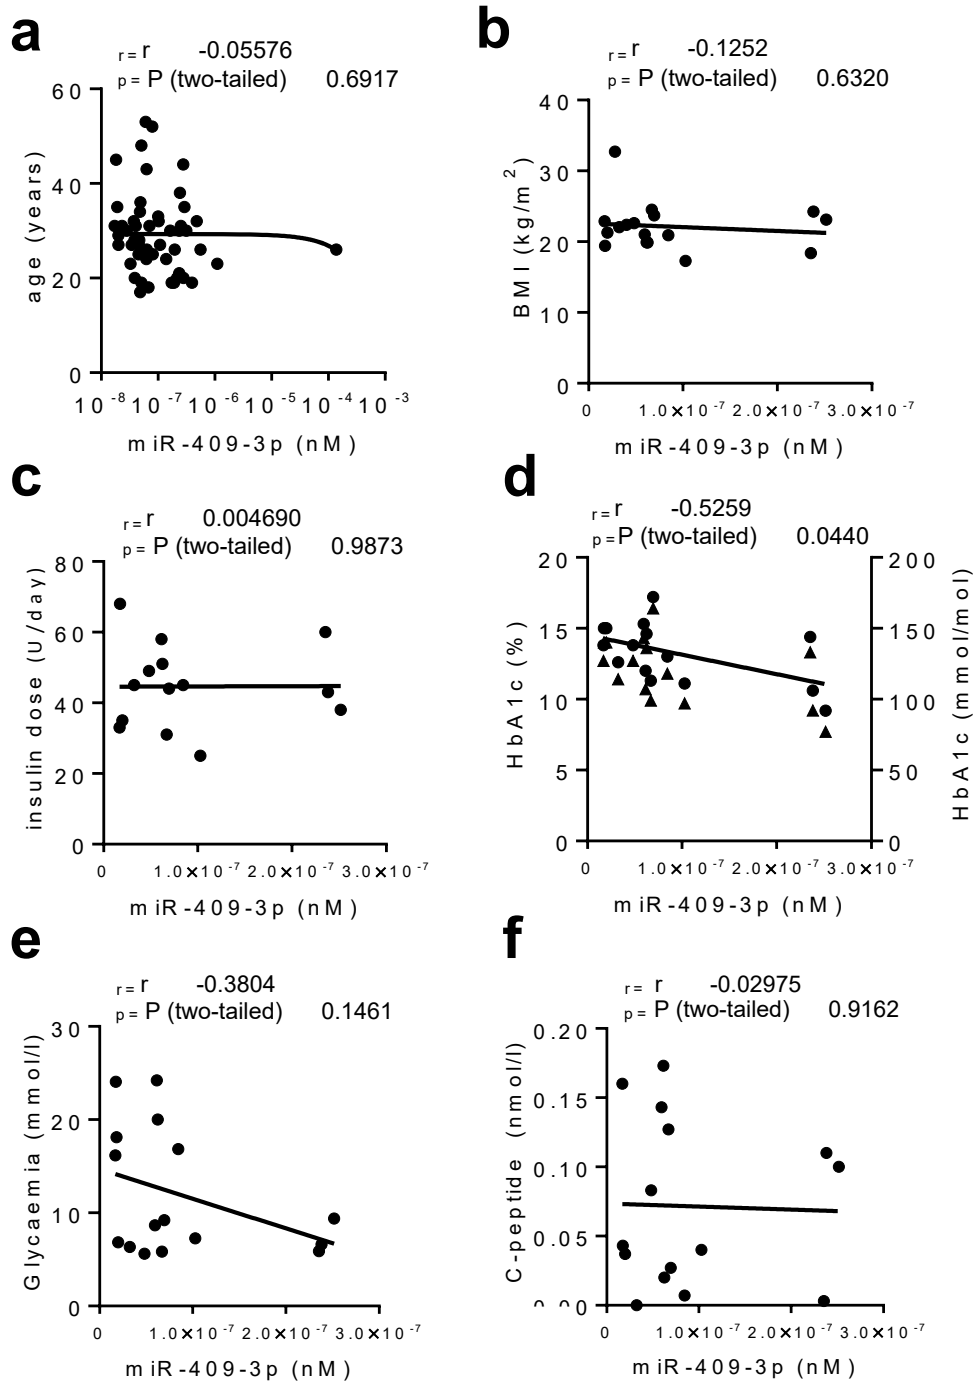 a
r = r -0.05576
p = P (two-tailed) 0.6917
60
40
20
0
age (years)
10^-8 10^-7 10^-6 10^-5 10^-4 10^-3
miR-409-3p (nM)
b
r = r -0.1252
p = P (two-tailed) 0.6320
40
30
20
10
0
BMI (kg/m^2)
0 1.0×10^-7 2.0×10^-7 3.0×10^-7
miR-409-3p (nM)
c
r = r 0.004690
p = P (two-tailed) 0.9873
80
60
40
20
0
insulin dose (U/day)
0 1.0×10^-7 2.0×10^-7 3.0×10^-7
miR-409-3p (nM)
d
r = r -0.5259
p = P (two-tailed) 0.0440
20
15
10
5
0
HbA1c (%)
200
150
100
50
0
HbA1c (mmol/mol)
0 1.0×10^-7 2.0×10^-7 3.0×10^-7
miR-409-3p (nM)
e
r = r -0.3804
p = P (two-tailed) 0.1461
30
20
10
0
Glycaemia (mmol/l)
0 1.0×10^-7 2.0×10^-7 3.0×10^-7
miR-409-3p (nM)
f
r = r -0.02975
p = P (two-tailed) 0.9162
0.20
0.15
0.10
0.05
C-peptide (nmol/l)
0 1.0×10^-7 2.0×10^-7 3.0×10^-7
miR-409-3p (nM)